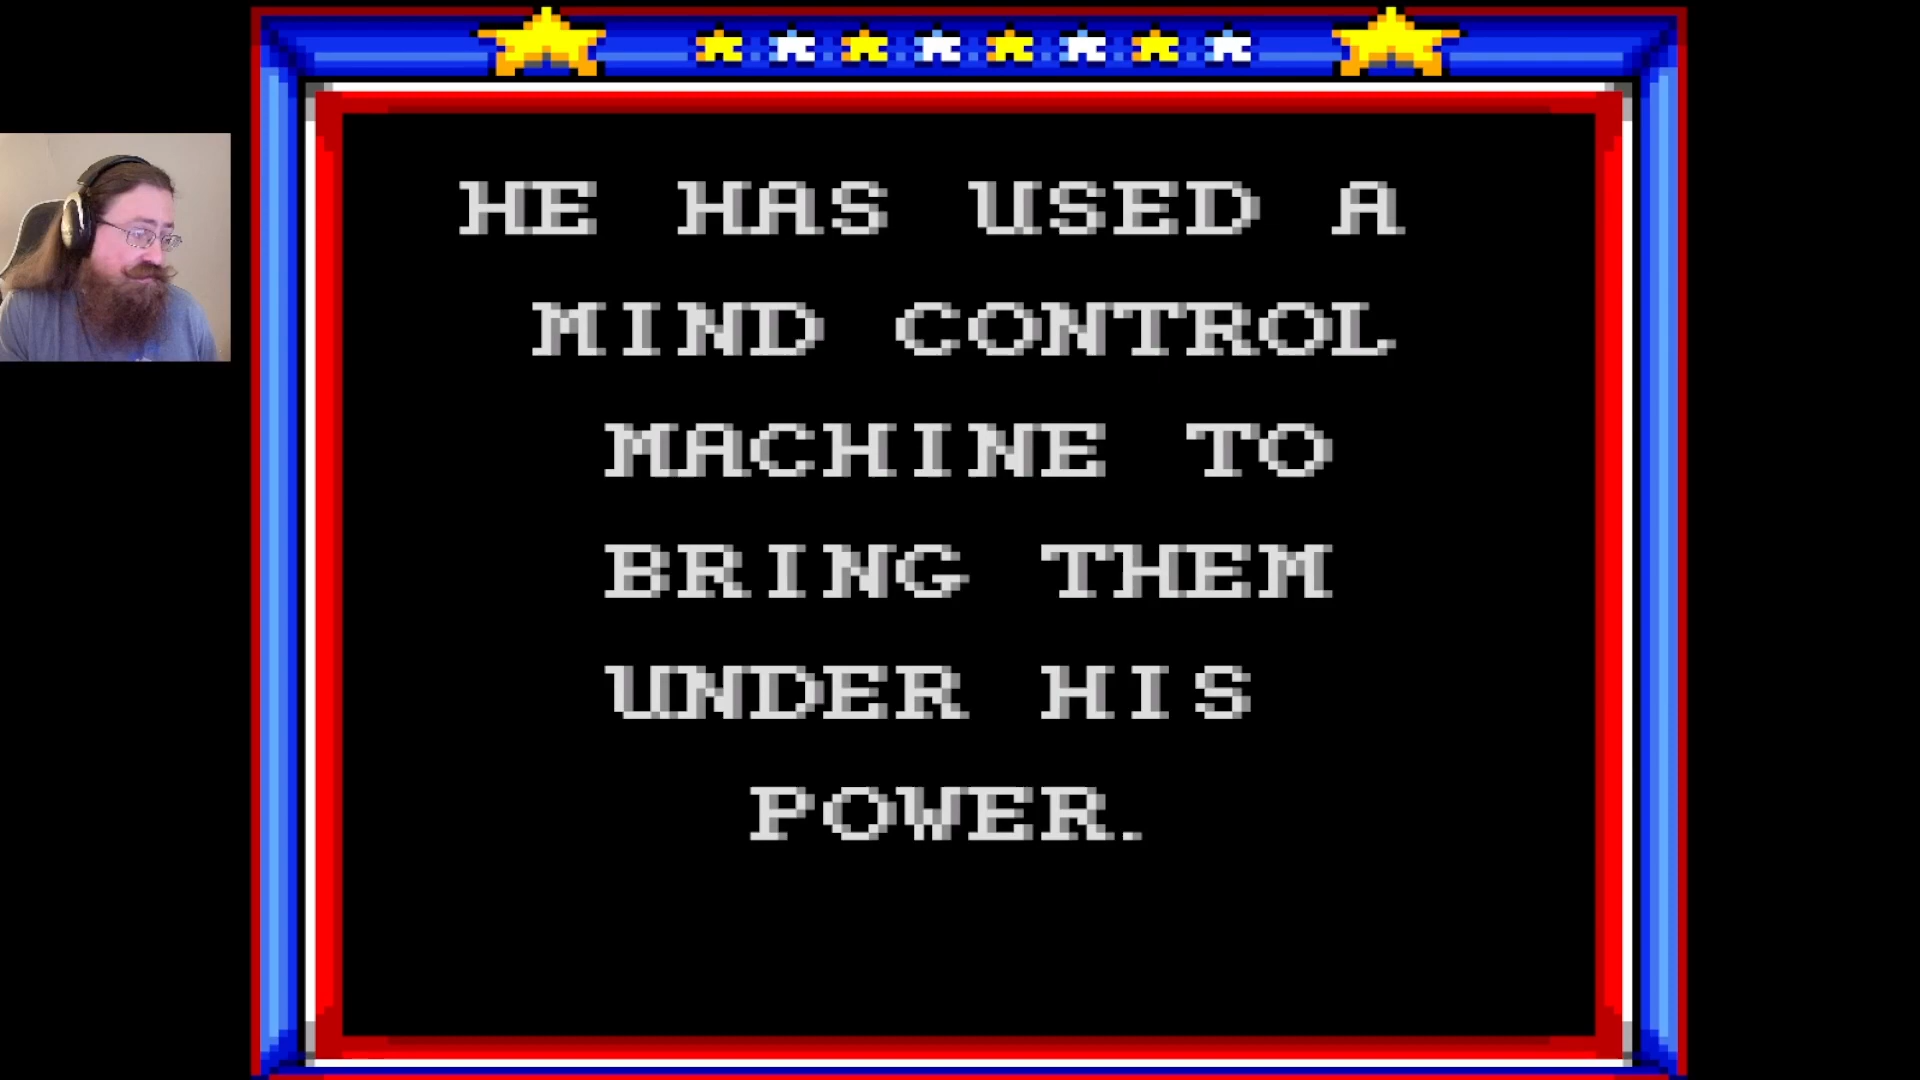 HE HAS USED A
MIND CONTROL
MACHINE TO
BRING THEM
UNDER HIS
POWER.